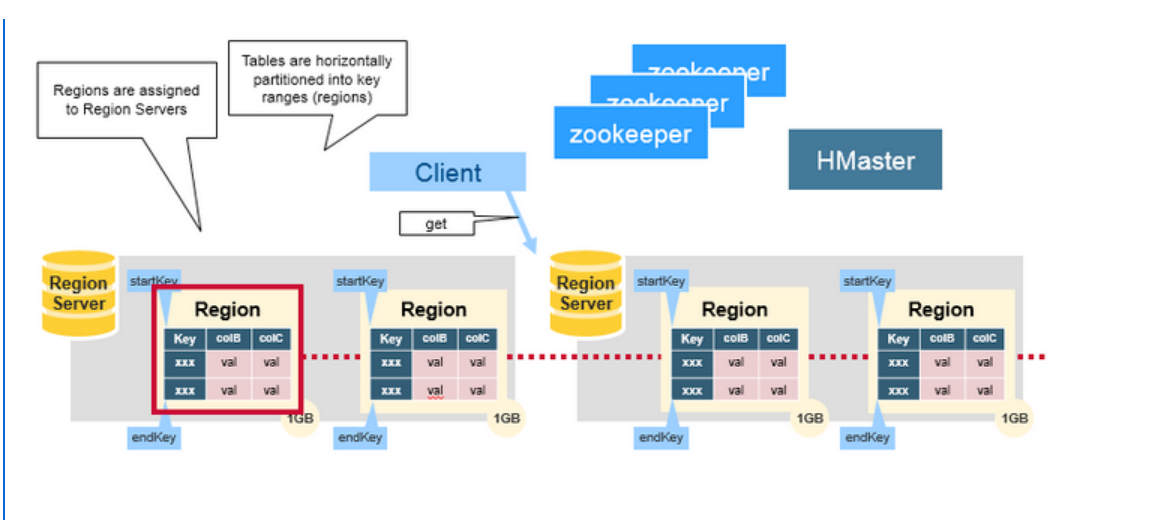 Regions are assigned
to Region Servers
Tables are horizontally
partitioned into key
ranges (regions)
zookeeper
zookeeper
zookeeper
HMaster
Client
get
Region
Server
startKey
Region
Key colB colC
xxx val val
xxx val val
1GB
endKey
startKey
Region
Key colB colC
xxx val val
xxx val val
1GB
endKey
Region
Server
startKey
Region
Key colB colC
xxx val val
xxx val val
1GB
endKey
startKey
Region
Key colB colC
xxx val val
xxx val val
1GB
endKey